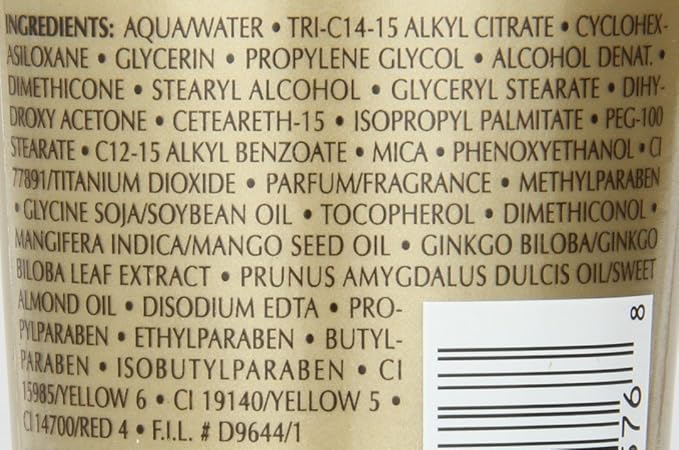 INGREDIENTS: AQUA/WATER • TRI-C14-15 ALKYL CITRATE • CYCLOHEX-
ASILOXANE • GLYCERIN • PROPYLENE GLYCOL • ALCOHOL DENAT. •
DIMETHICONE • STEARYL ALCOHOL • GLYCERYL STEARATE • DIHY-
DROXY ACETONE • CETEARETH-15 • ISOPROPYL PALMITATE • PEG-100
STEARATE • C12-15 ALKYL BENZOATE • MICA • PHENOXYETHANOL • CI
77891/TITANIUM DIOXIDE • PARFUM/FRAGRANCE • METHYLPARABEN
• GLYCINE SOJA/SOYBEAN OIL • TOCOPHEROL • DIMETHICONOL •
MANGIFERA INDICA/MANGO SEED OIL • GINKGO BILOBA/GINKGO
BILOBA LEAF EXTRACT • PRUNUS AMYGDALUS DULCIS OIL/SWEET
ALMOND OIL • DISODIUM EDTA • PRO-
PYLPARABEN • ETHYLPARABEN • BUTYL-
PARABEN • ISOBUTYLPARABEN • CI
15985/YELLOW 6 • CI 19140/YELLOW 5 •
CI 14700/RED 4 • F.I.L. # D9644/1
8